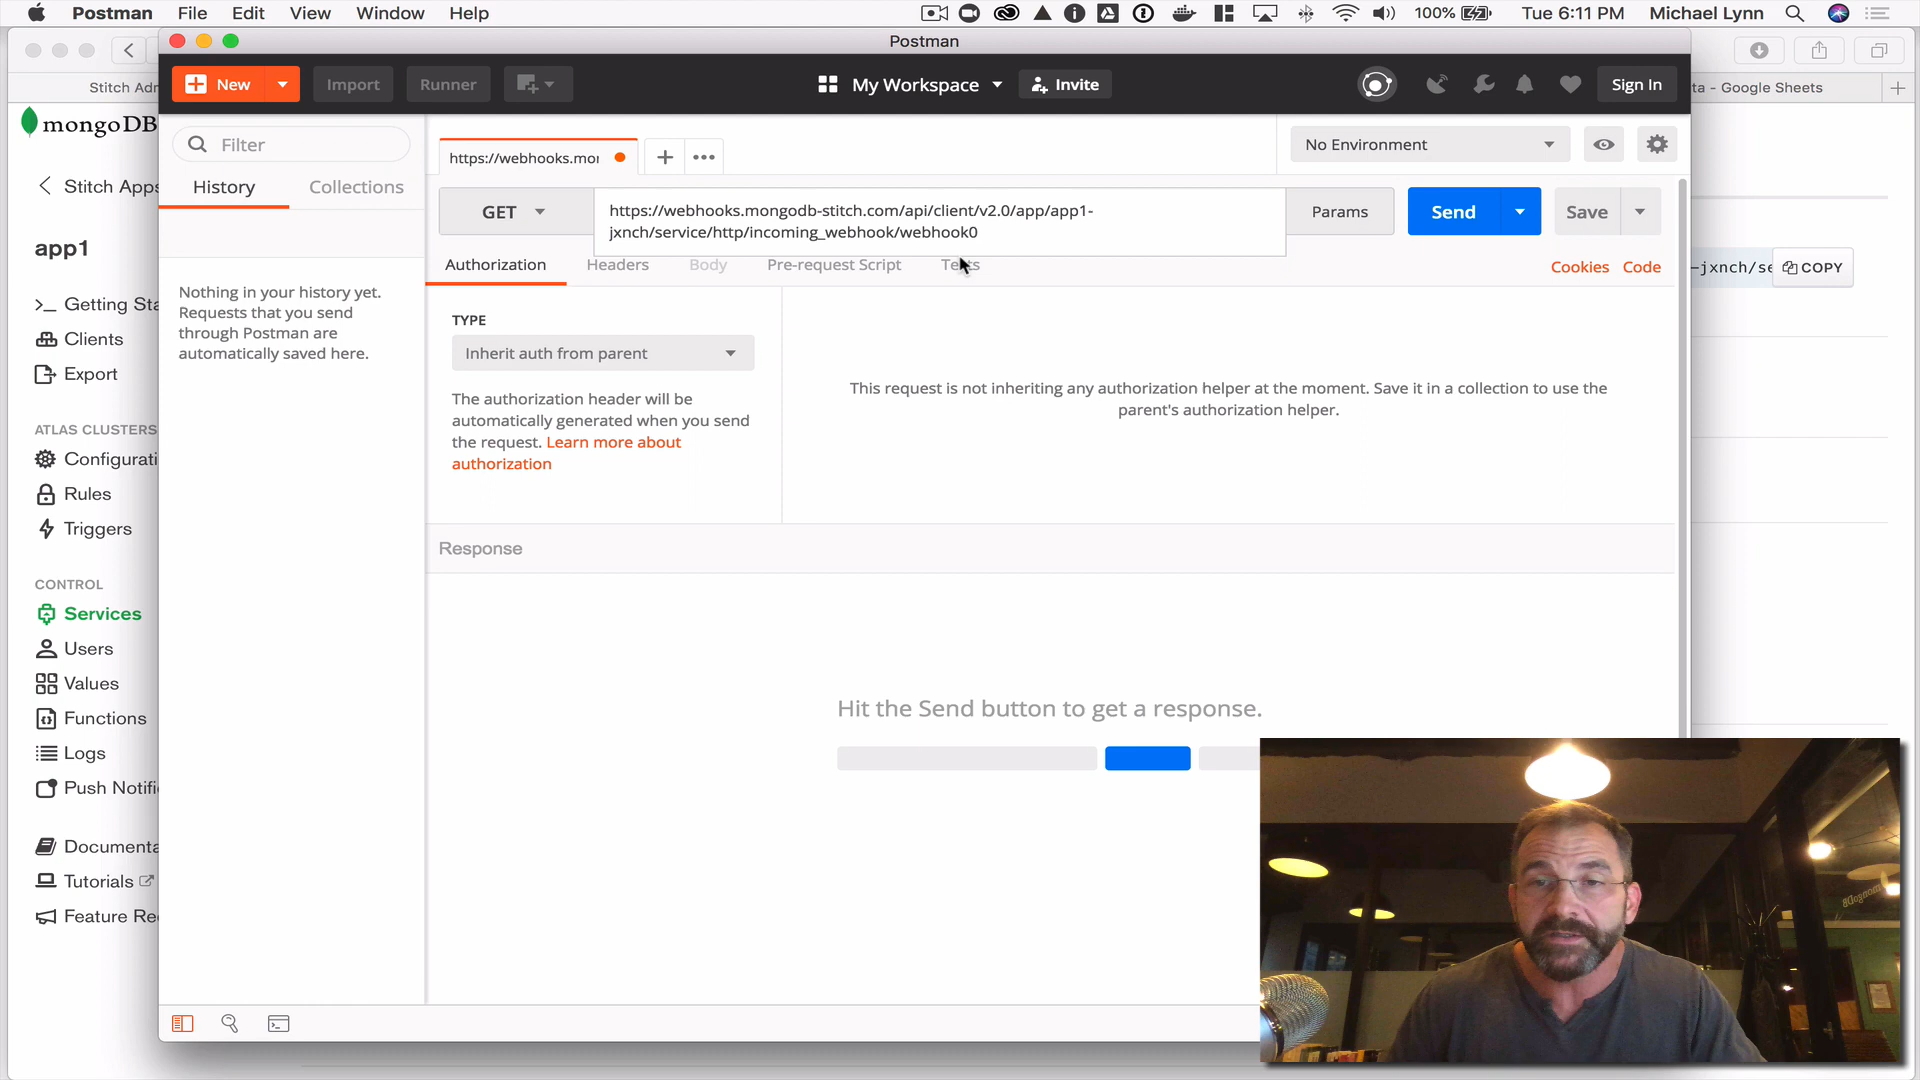 Postman File Edit View Window Help
100% Tue 6:11 PM Michael Lynn
Postman
New Import Runner My Workspace Invite Sign In
Stitch Adr
ta - Google Sheets
mongoDB
Filter
History Collections
Nothing in your history yet.
Requests that you send
through Postman are
automatically saved here.
https://webhooks.mon
No Environment
GET
https://webhooks.mongodb-stitch.com/api/client/v2.0/app/app1-
jxnch/service/http/incoming_webhook/webhook0
Params Send Save
Authorization Headers Body Pre-request Script Tests Cookies Code
TYPE
Inherit auth from parent
The authorization header will be
automatically generated when you send
the request. Learn more about
authorization
This request is not inheriting any authorization helper at the moment. Save it in a collection to use the
parent's authorization helper.
Response
Hit the Send button to get a response.
Stitch Apps
app1
Getting Sta
Clients
Export
ATLAS CLUSTERS
Configurati
Rules
Triggers
CONTROL
Services
Users
Values
Functions
Logs
Push Notifi
Documenta
Tutorials
Feature Re
-jxnch/se COPY
mongoDB